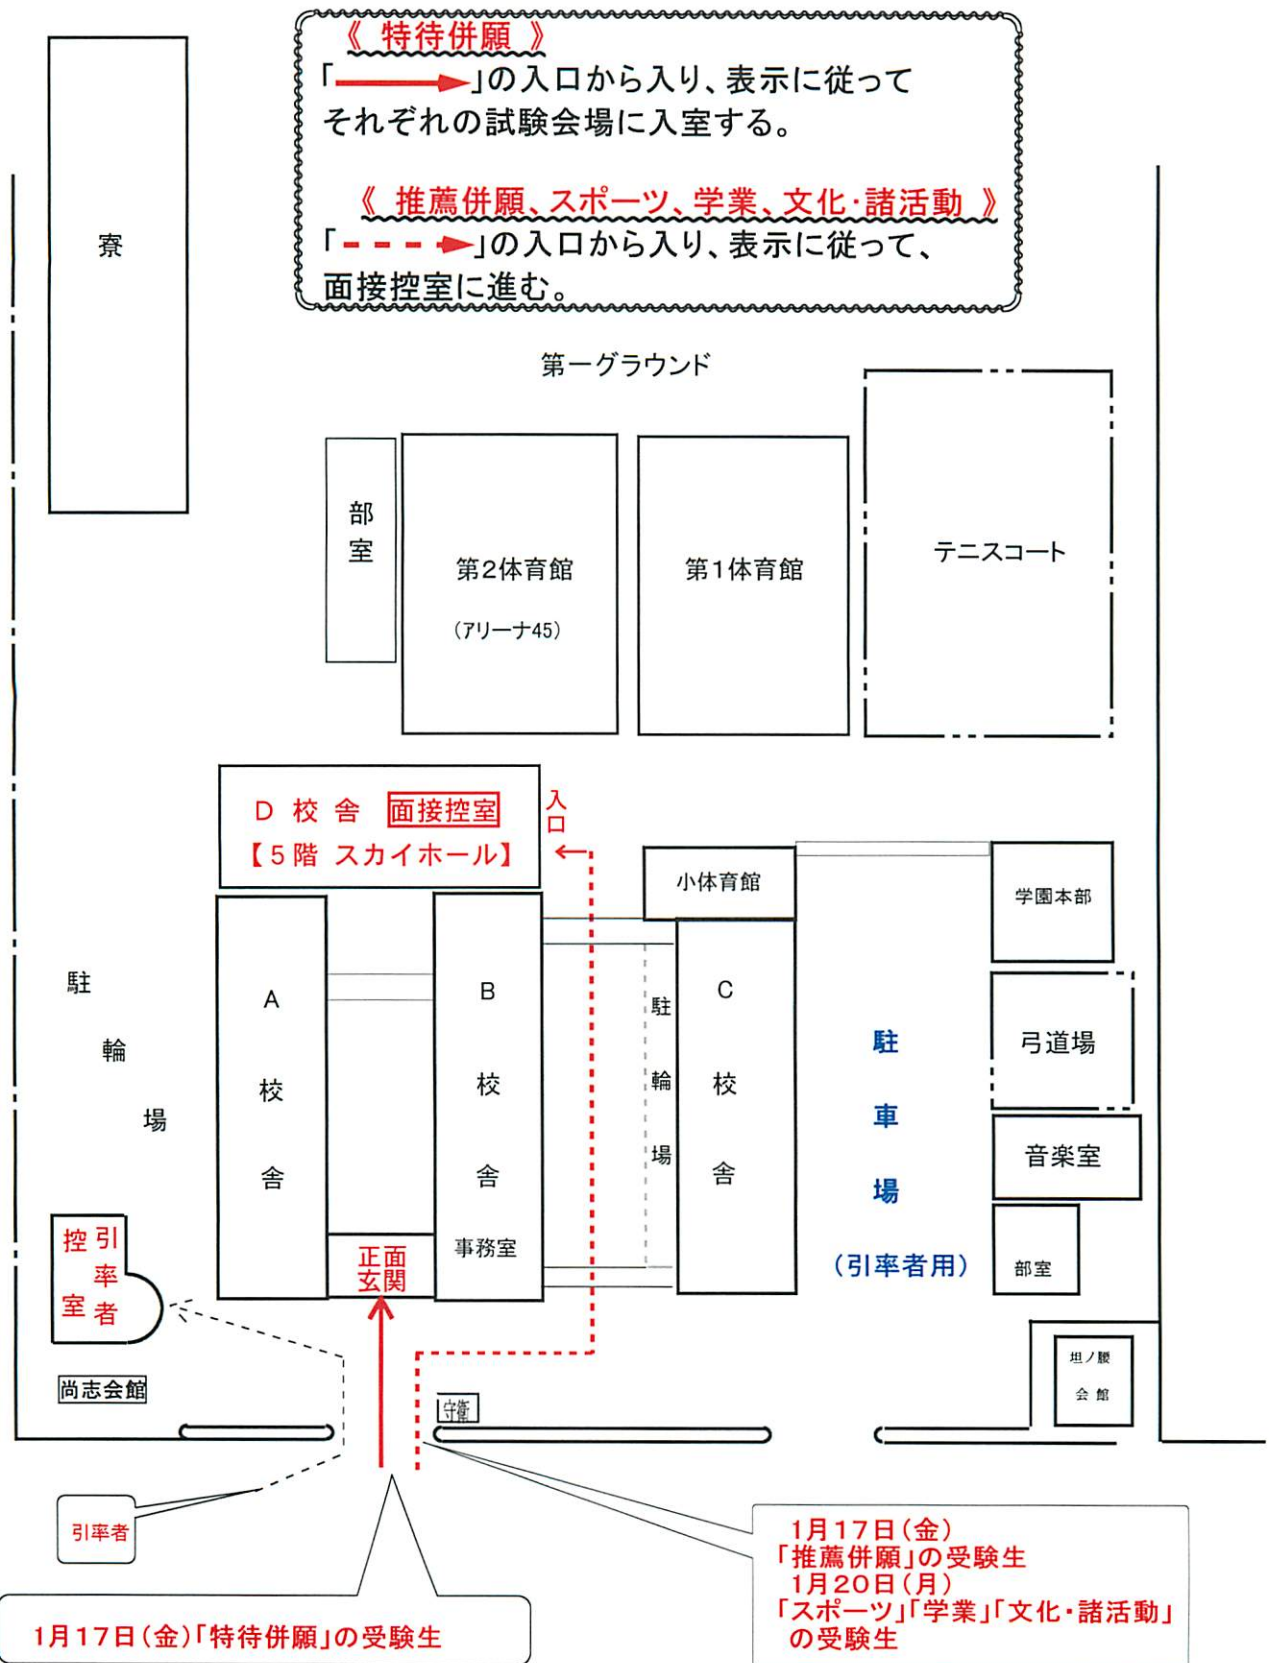 《 特待併願 》
「 」の入口から入り、表示に従って
それぞれの試験会場に入室する。
《 推薦併願、スポーツ、学業、文化・諸活動 》
「 」の入口から入り、表示に従って、
面接控室に進む。
寮
第一グラウンド
部室
第2体育館
(アリーナ45)
第1体育館
テニスコート
D 校 舎 面接控室
【5階 スカイホール】
入口
小体育館
学園本部
駐輪場
A校舎
B校舎
事務室
駐輪場
C校舎
駐車場
(引率者用)
弓道場
音楽室
部室
引率者
控室
正面
玄関
尚志会館
守衛
坦ノ腰
会館
引率者
1月17日(金)「特待併願」の受験生
1月17日(金)
「推薦併願」の受験生
1月20日(月)
「スポーツ」「学業」「文化・諸活動」
の受験生